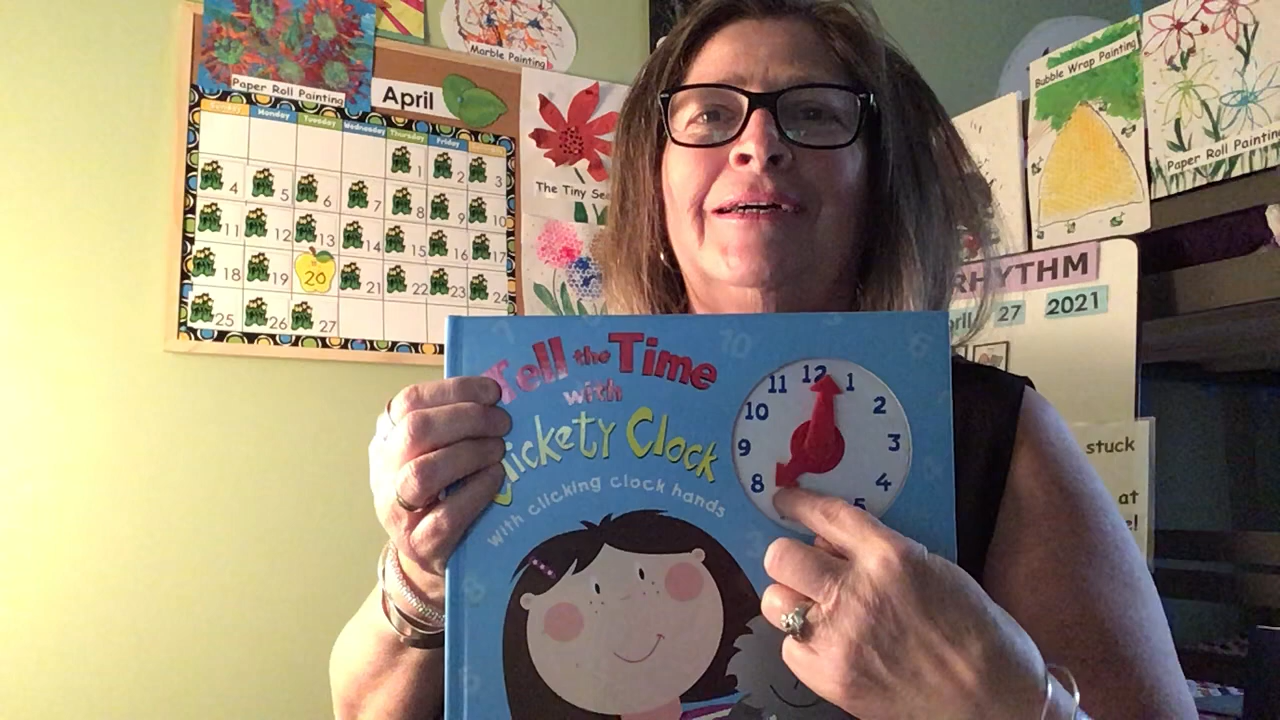 Paper Roll Painting
Marble Painting
April
Sunday Monday Tuesday Wednesday Thursday Friday
1 2 3
4 5 6 7 8 9 10
11 12 13 14 15 16 17
18 19 20 21 22 23 24
25 26 27
The Tiny
Bubble Wrap Painting
Paper Roll Painting
RHYTHM
27 2021
stuck
at
Tell the Time
with
Clickety Clock
with clicking clock hands
11 12 1
10 2
9 3
8 4
5
10